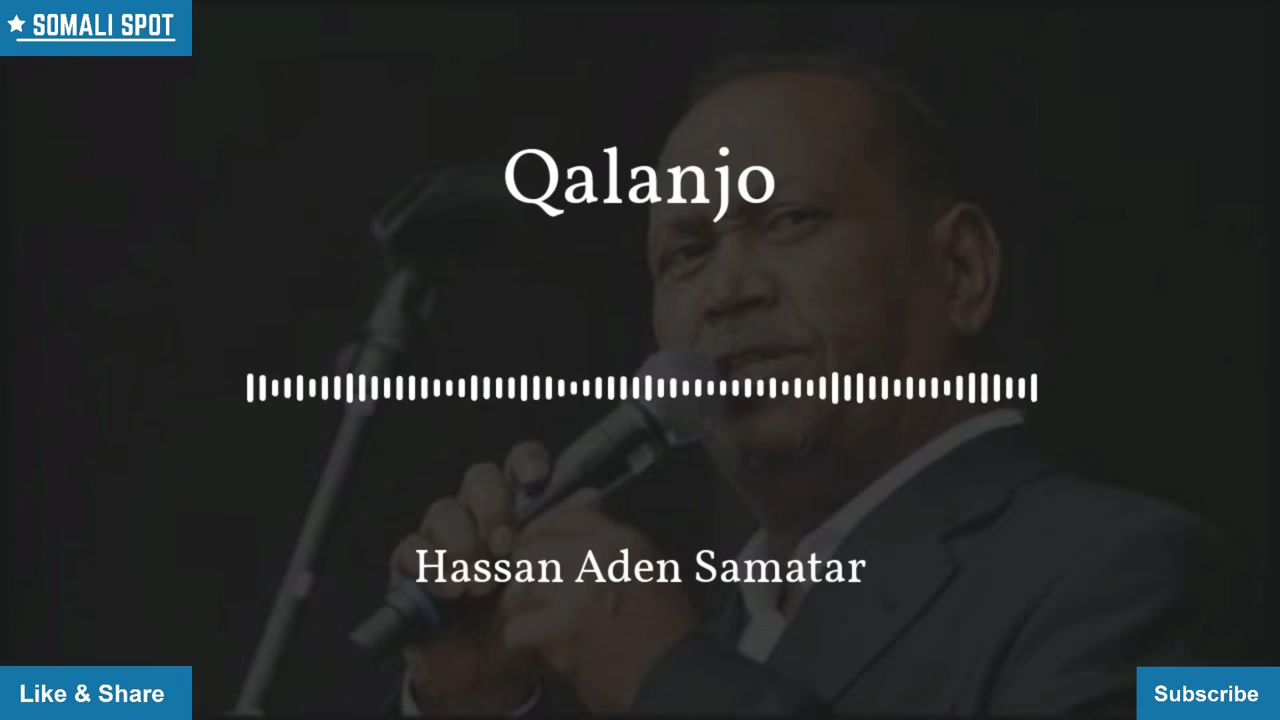 SOMALI SPOT
Qalanjo
Hassan Aden Samatar
Like & Share
Subscribe